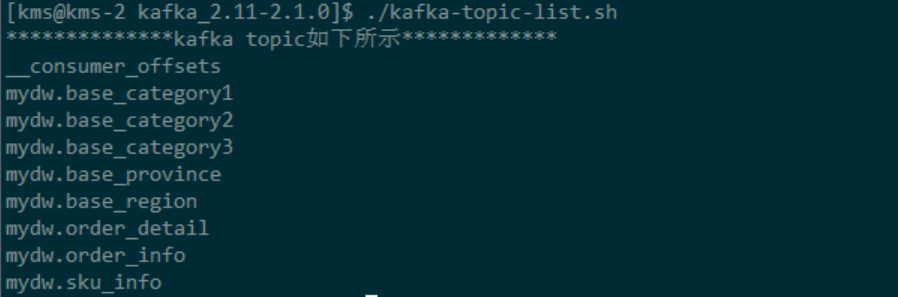 [kms@kms-2 kafka_2.11-2.1.0]$ ./kafka-topic-list.sh
**************kafka topic如下所示*************
__consumer_offsets
mydw.base_category1
mydw.base_category2
mydw.base_category3
mydw.base_province
mydw.base_region
mydw.order_detail
mydw.order_info
mydw.sku_info